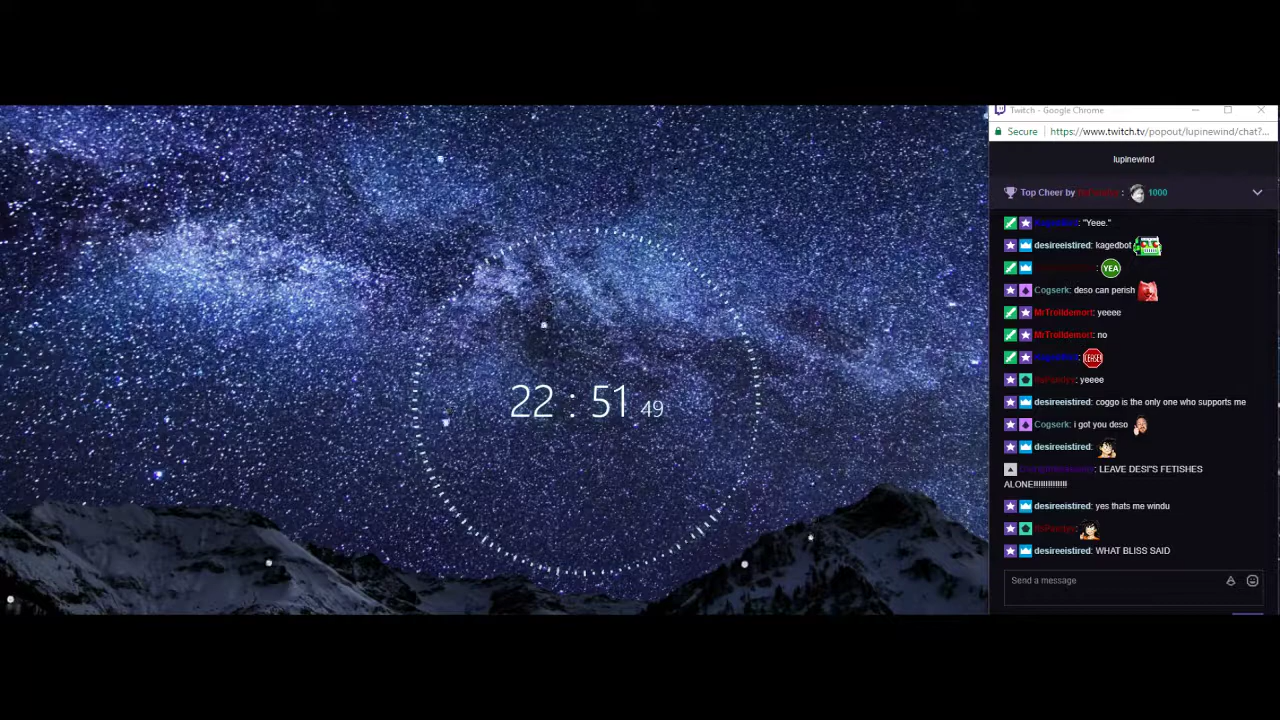 Twitch - Google Chrome
Secure https://www.twitch.tv/popout/lupinewind/chat?...
lupinewind
Top Cheer by : 1000
: "Yeee."
desireeistired: kagedbot
: YEA
Cogserk: deso can perish
MrTrolldemort: yeeee
MrTrolldemort: no
: CEASE!
: yeeee
desireeistired: coggo is the only one who supports me
Cogserk: i got you deso
desireeistired:
: LEAVE DESI"S FETISHES
ALONE!!!!!!!!!!!!!!
desireeistired: yes thats me windu
desireeistired: WHAT BLISS SAID
Send a message
22 : 51 49